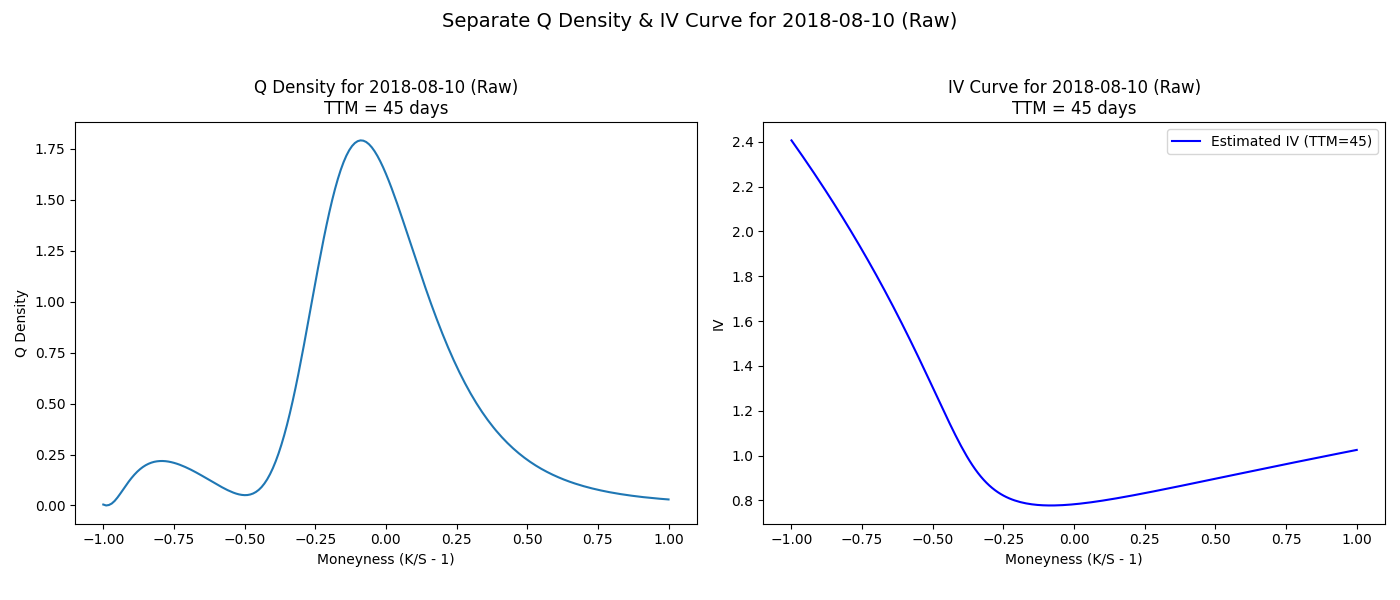 Separate Q Density & IV Curve for 2018-08-10 (Raw)
Q Density for 2018-08-10 (Raw)
TTM = 45 days
Q Density
1.75
1.50
1.25
1.00
0.75
0.50
0.25
0.00
−1.00 −0.75 −0.50 −0.25 0.00 0.25 0.50 0.75 1.00
Moneyness (K/S - 1)
IV Curve for 2018-08-10 (Raw)
TTM = 45 days
Estimated IV (TTM=45)
IV
2.4
2.2
2.0
1.8
1.6
1.4
1.2
1.0
0.8
−1.00 −0.75 −0.50 −0.25 0.00 0.25 0.50 0.75 1.00
Moneyness (K/S - 1)